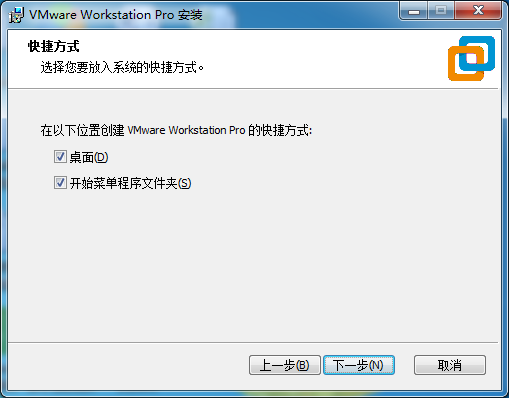 VMware Workstation Pro 安装
快捷方式
选择您要放入系统的快捷方式。
在以下位置创建 VMware Workstation Pro 的快捷方式:
桌面(D)
开始菜单程序文件夹(S)
上一步(B) 下一步(N) 取消